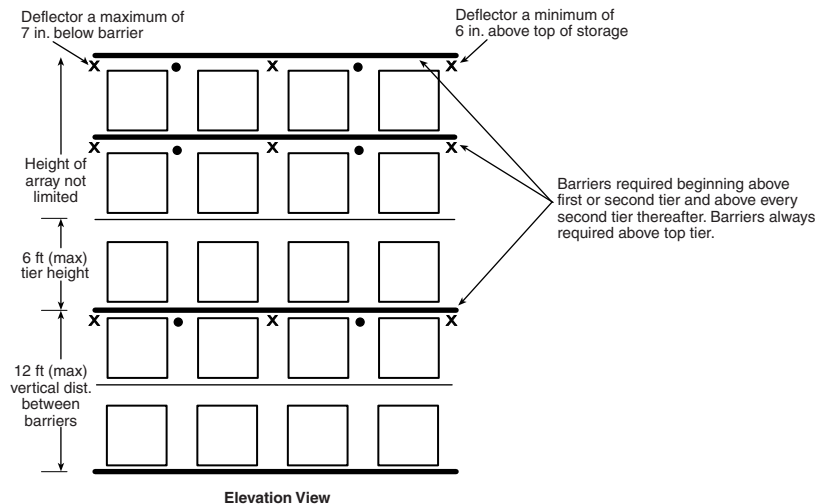 Deflector a maximum of
7 in. below barrier
Deflector a minimum of
6 in. above top of storage
X X X
X X X
Height of
array not
limited
Barriers required beginning above
first or second tier and above every
second tier thereafter. Barriers always
required above top tier.
6 ft (max)
tier height
X X X
12 ft (max)
vertical dist.
between
barriers
Elevation View